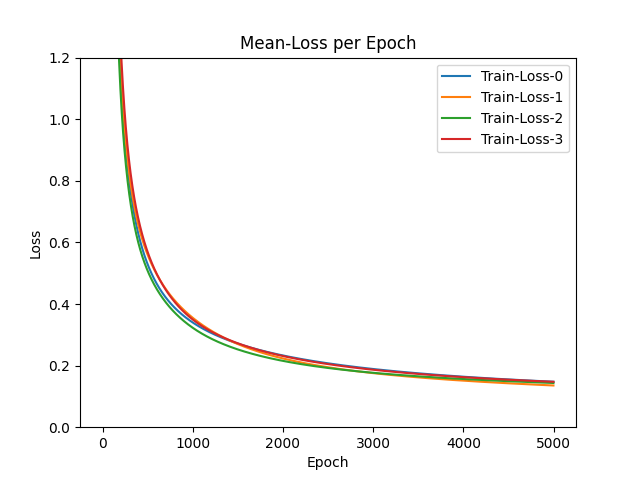 Mean-Loss per Epoch
Train-Loss-0
Train-Loss-1
Train-Loss-2
Train-Loss-3
Loss
1.2
1.0
0.8
0.6
0.4
0.2
0.0
0 1000 2000 3000 4000 5000
Epoch